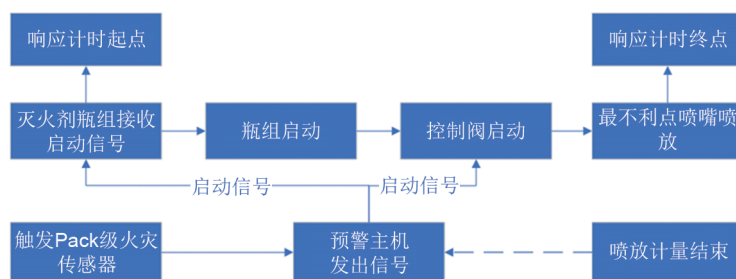 响应计时起点
响应计时终点
灭火剂瓶组接收
启动信号
瓶组启动
控制阀启动
最不利点喷嘴喷
放
启动信号
启动信号
触发Pack级火灾
传感器
预警主机
发出信号
喷放计量结束